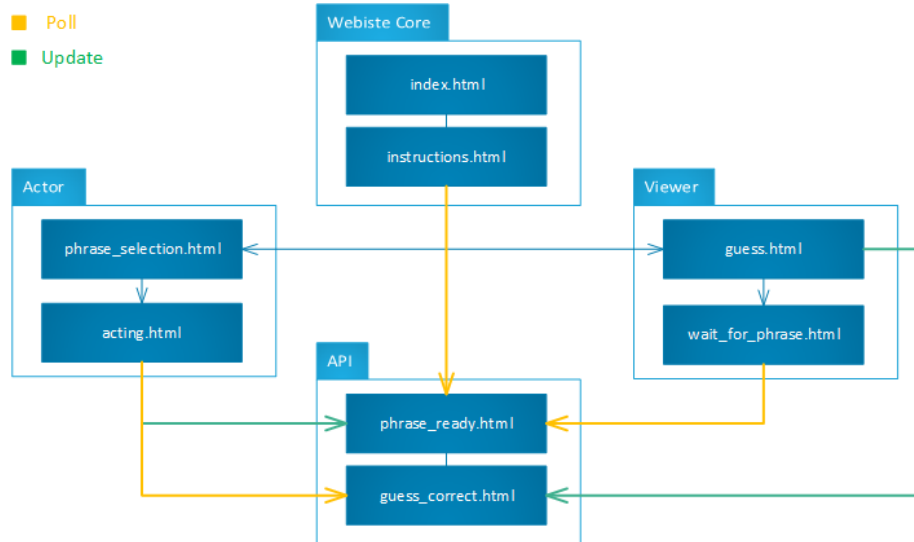 Poll
Update
Webiste Core
index.html
instructions.html
Actor
phrase_selection.html
acting.html
Viewer
guess.html
wait_for_phrase.html
API
phrase_ready.html
guess_correct.html